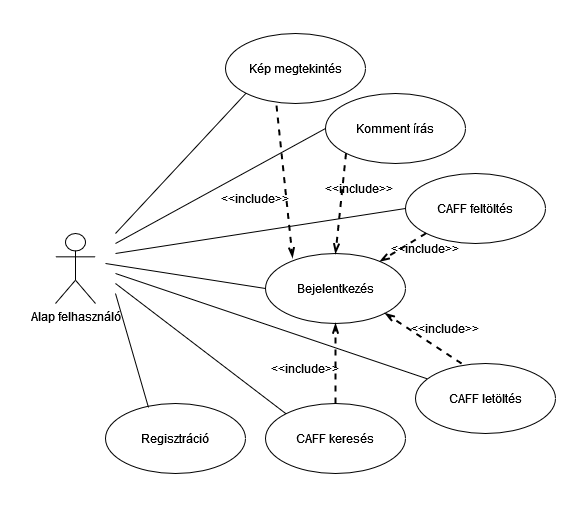 Kép megtekintés
Komment írás
<<include>>
<<include>>
CAFF feltöltés
<<include>>
Bejelentkezés
Alap felhasználó
<<include>>
<<include>>
CAFF letöltés
Regisztráció
CAFF keresés